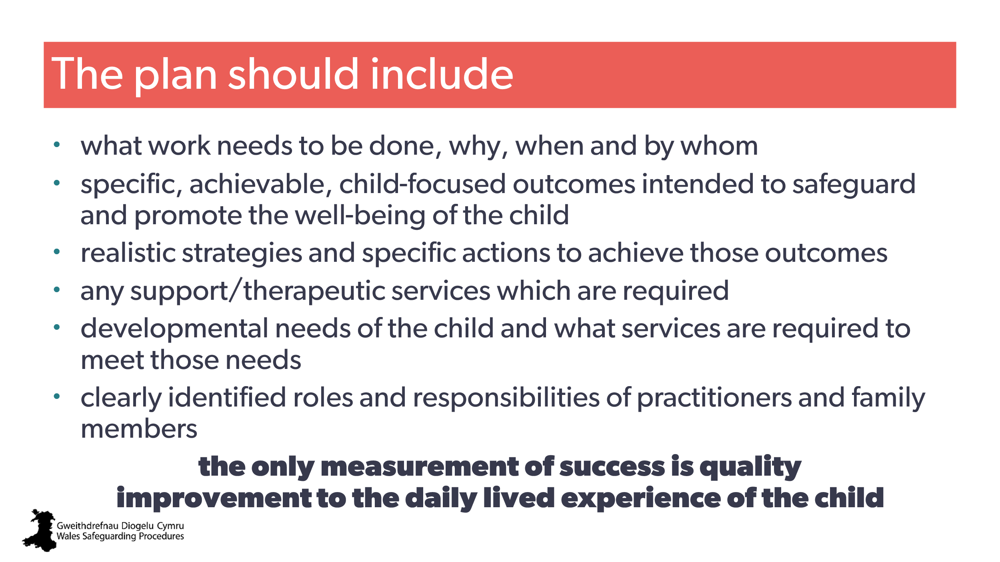 The plan should include
• what work needs to be done, why, when and by whom
• specific, achievable, child-focused outcomes intended to safeguard
and promote the well-being of the child
• realistic strategies and specific actions to achieve those outcomes
• any support/therapeutic services which are required
• developmental needs of the child and what services are required to
meet those needs
• clearly identified roles and responsibilities of practitioners and family
members
the only measurement of success is quality
improvement to the daily lived experience of the child
Gweithdrefnau Diogelu Cymru
Wales Safeguarding Procedures